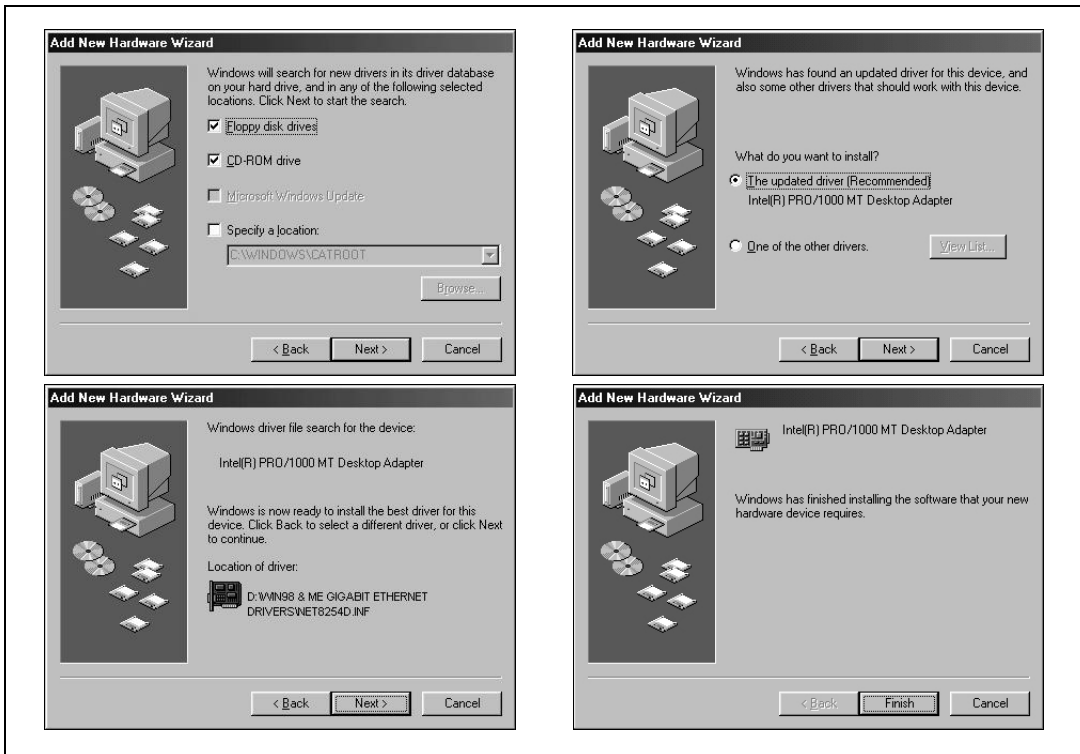 Add New Hardware Wizard
Windows will search for new drivers in its driver database
on your hard drive, and in any of the following selected
locations. Click Next to start the search.
Floppy disk drives
CD-ROM drive
Microsoft Windows Update
Specify a location:
C:\WINDOWS\CATROOT
Browse...
< Back
Next >
Cancel
Add New Hardware Wizard
Windows has found an updated driver for this device, and
also some other drivers that should work with this device.
What do you want to install?
The updated driver (Recommended)
Intel(R) PRO/1000 MT Desktop Adapter
One of the other drivers.
View List...
< Back
Next >
Cancel
Add New Hardware Wizard
Windows driver file search for the device:
Intel(R) PRO/1000 MT Desktop Adapter
Windows is now ready to install the best driver for this
device. Click Back to select a different driver, or click Next
to continue.
Location of driver:
D:\WIN98 & ME GIGABIT ETHERNET
DRIVERS\NET8254D.INF
< Back
Next >
Cancel
Add New Hardware Wizard
Intel(R) PRO/1000 MT Desktop Adapter
Windows has finished installing the software that your new
hardware device requires.
< Back
Finish
Cancel